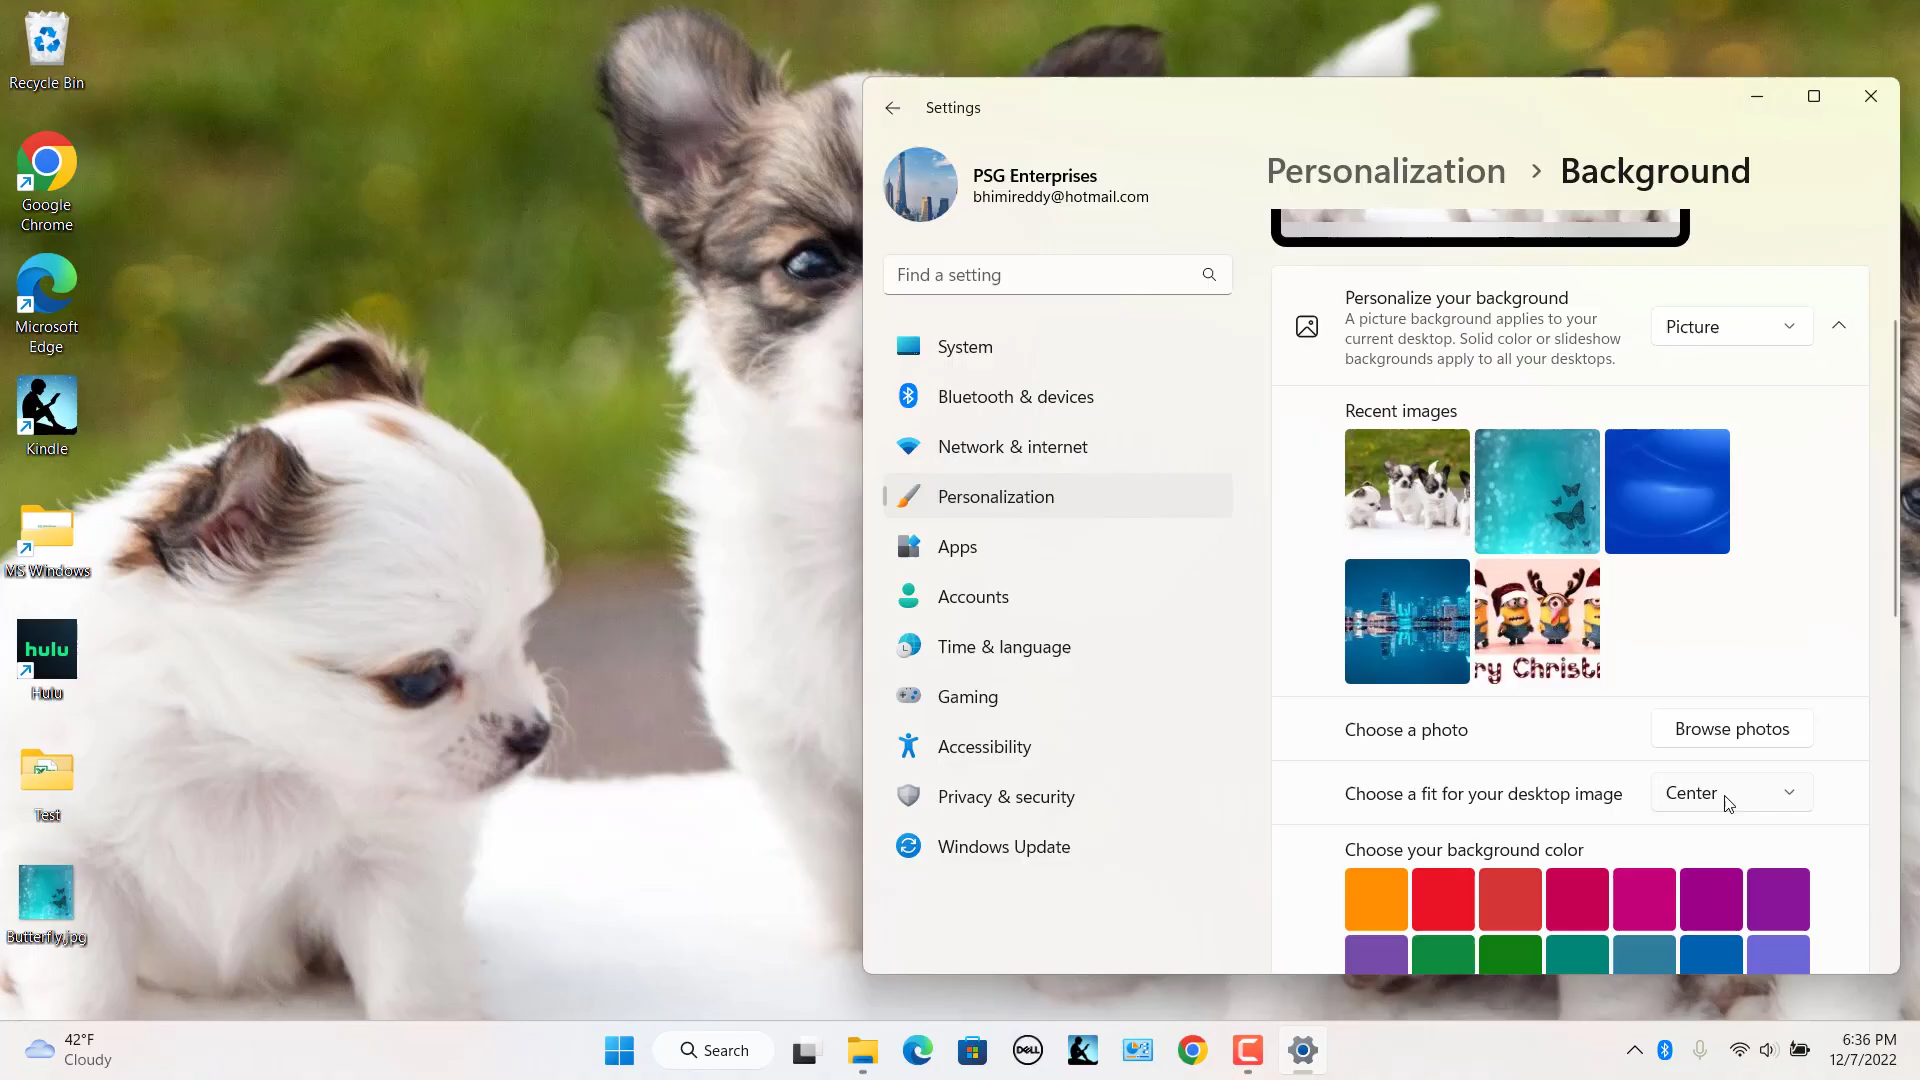 Recycle Bin
Google
Chrome
Microsoft
Edge
Kindle
MS Windows
hulu
Hulu
Test
Butterfly.jpg
Settings
PSG Enterprises
bhimireddy@hotmail.com
Find a setting
System
Bluetooth & devices
Network & internet
Personalization
Apps
Accounts
Time & language
Gaming
Accessibility
Privacy & security
Windows Update
Personalization > Background
Personalize your background
A picture background applies to your
current desktop. Solid color or slideshow
backgrounds apply to all your desktops.
Picture
Recent images
ry Christ
Choose a photo
Browse photos
Choose a fit for your desktop image
Center
Choose your background color
42°F
Cloudy
Search
DELL
6:36 PM
12/7/2022